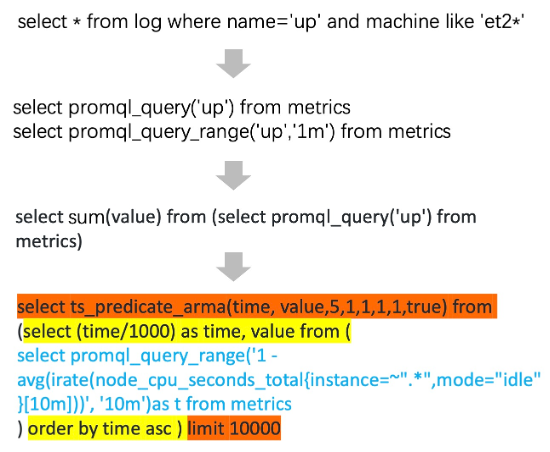 select * from log where name='up' and machine like 'et2*'
select promql_query('up') from metrics
select promql_query_range('up','1m') from metrics
select sum(value) from (select promql_query('up') from
metrics)
select ts_predicate_arma(time, value,5,1,1,1,1,true) from
(select (time/1000) as time, value from (
select promql_query_range('1 -
avg(irate(node_cpu_seconds_total{instance=~".*",mode="idle"
}[10m]))', '10m')as t from metrics
) order by time asc ) limit 10000